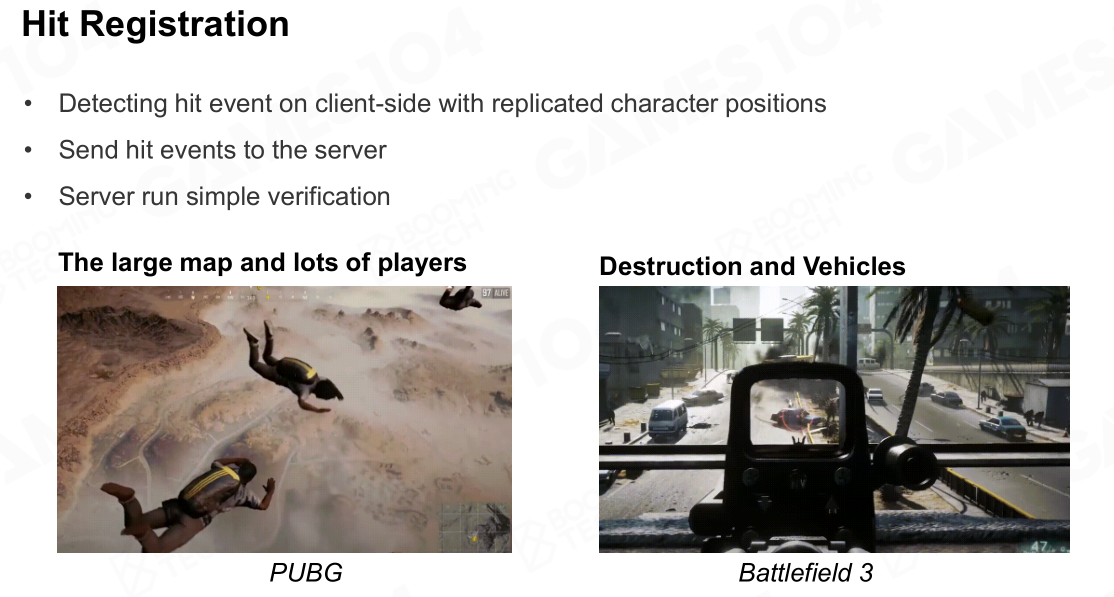 Hit Registration
• Detecting hit event on client-side with replicated character positions
• Send hit events to the server
• Server run simple verification
The large map and lots of players
Destruction and Vehicles
97 ALIVE
47
PUBG
Battlefield 3
GAMES104
BOOMING TECH